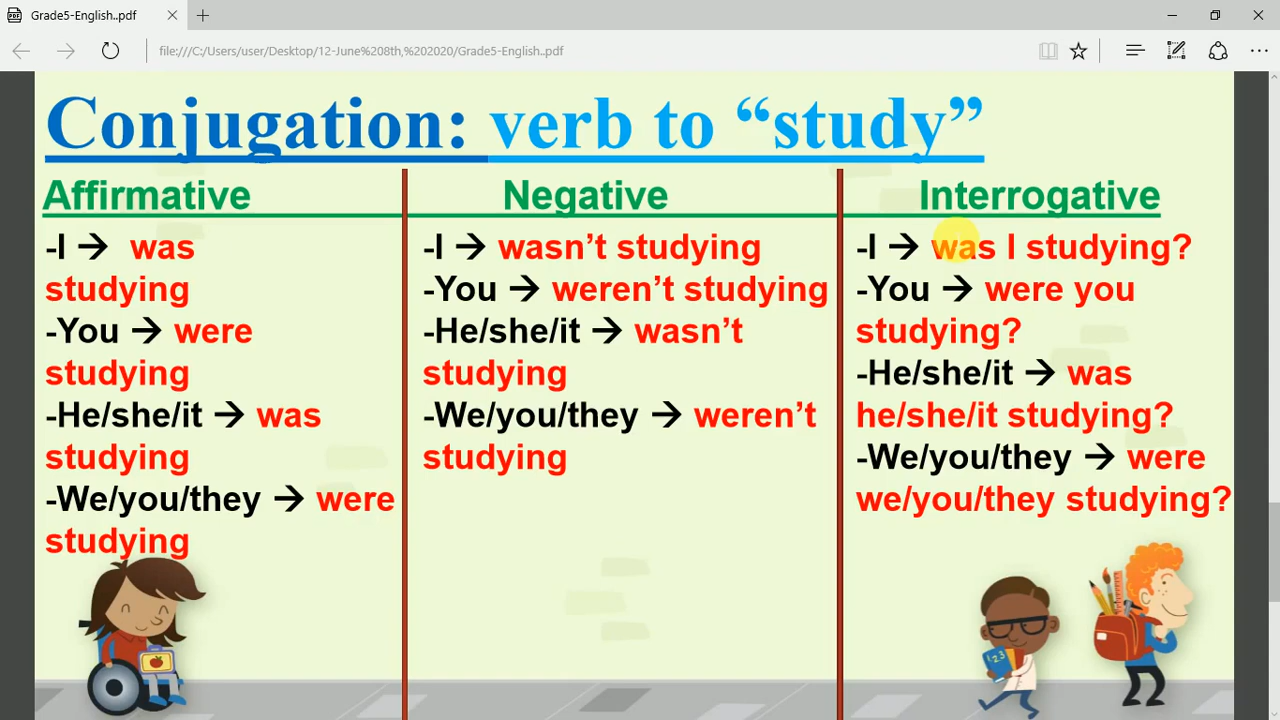 Grade5-English..pdf
file:///C:/Users/user/Desktop/12-June%208th,%202020/Grade5-English..pdf
Conjugation: verb to “study”
Affirmative
-I → was
studying
-You → were
studying
-He/she/it → was
studying
-We/you/they → were
studying
Negative
-I → wasn’t studying
-You → weren’t studying
-He/she/it → wasn’t
studying
-We/you/they → weren’t
studying
Interrogative
-I → was I studying?
-You → were you
studying?
-He/she/it → was
he/she/it studying?
-We/you/they → were
we/you/they studying?
123